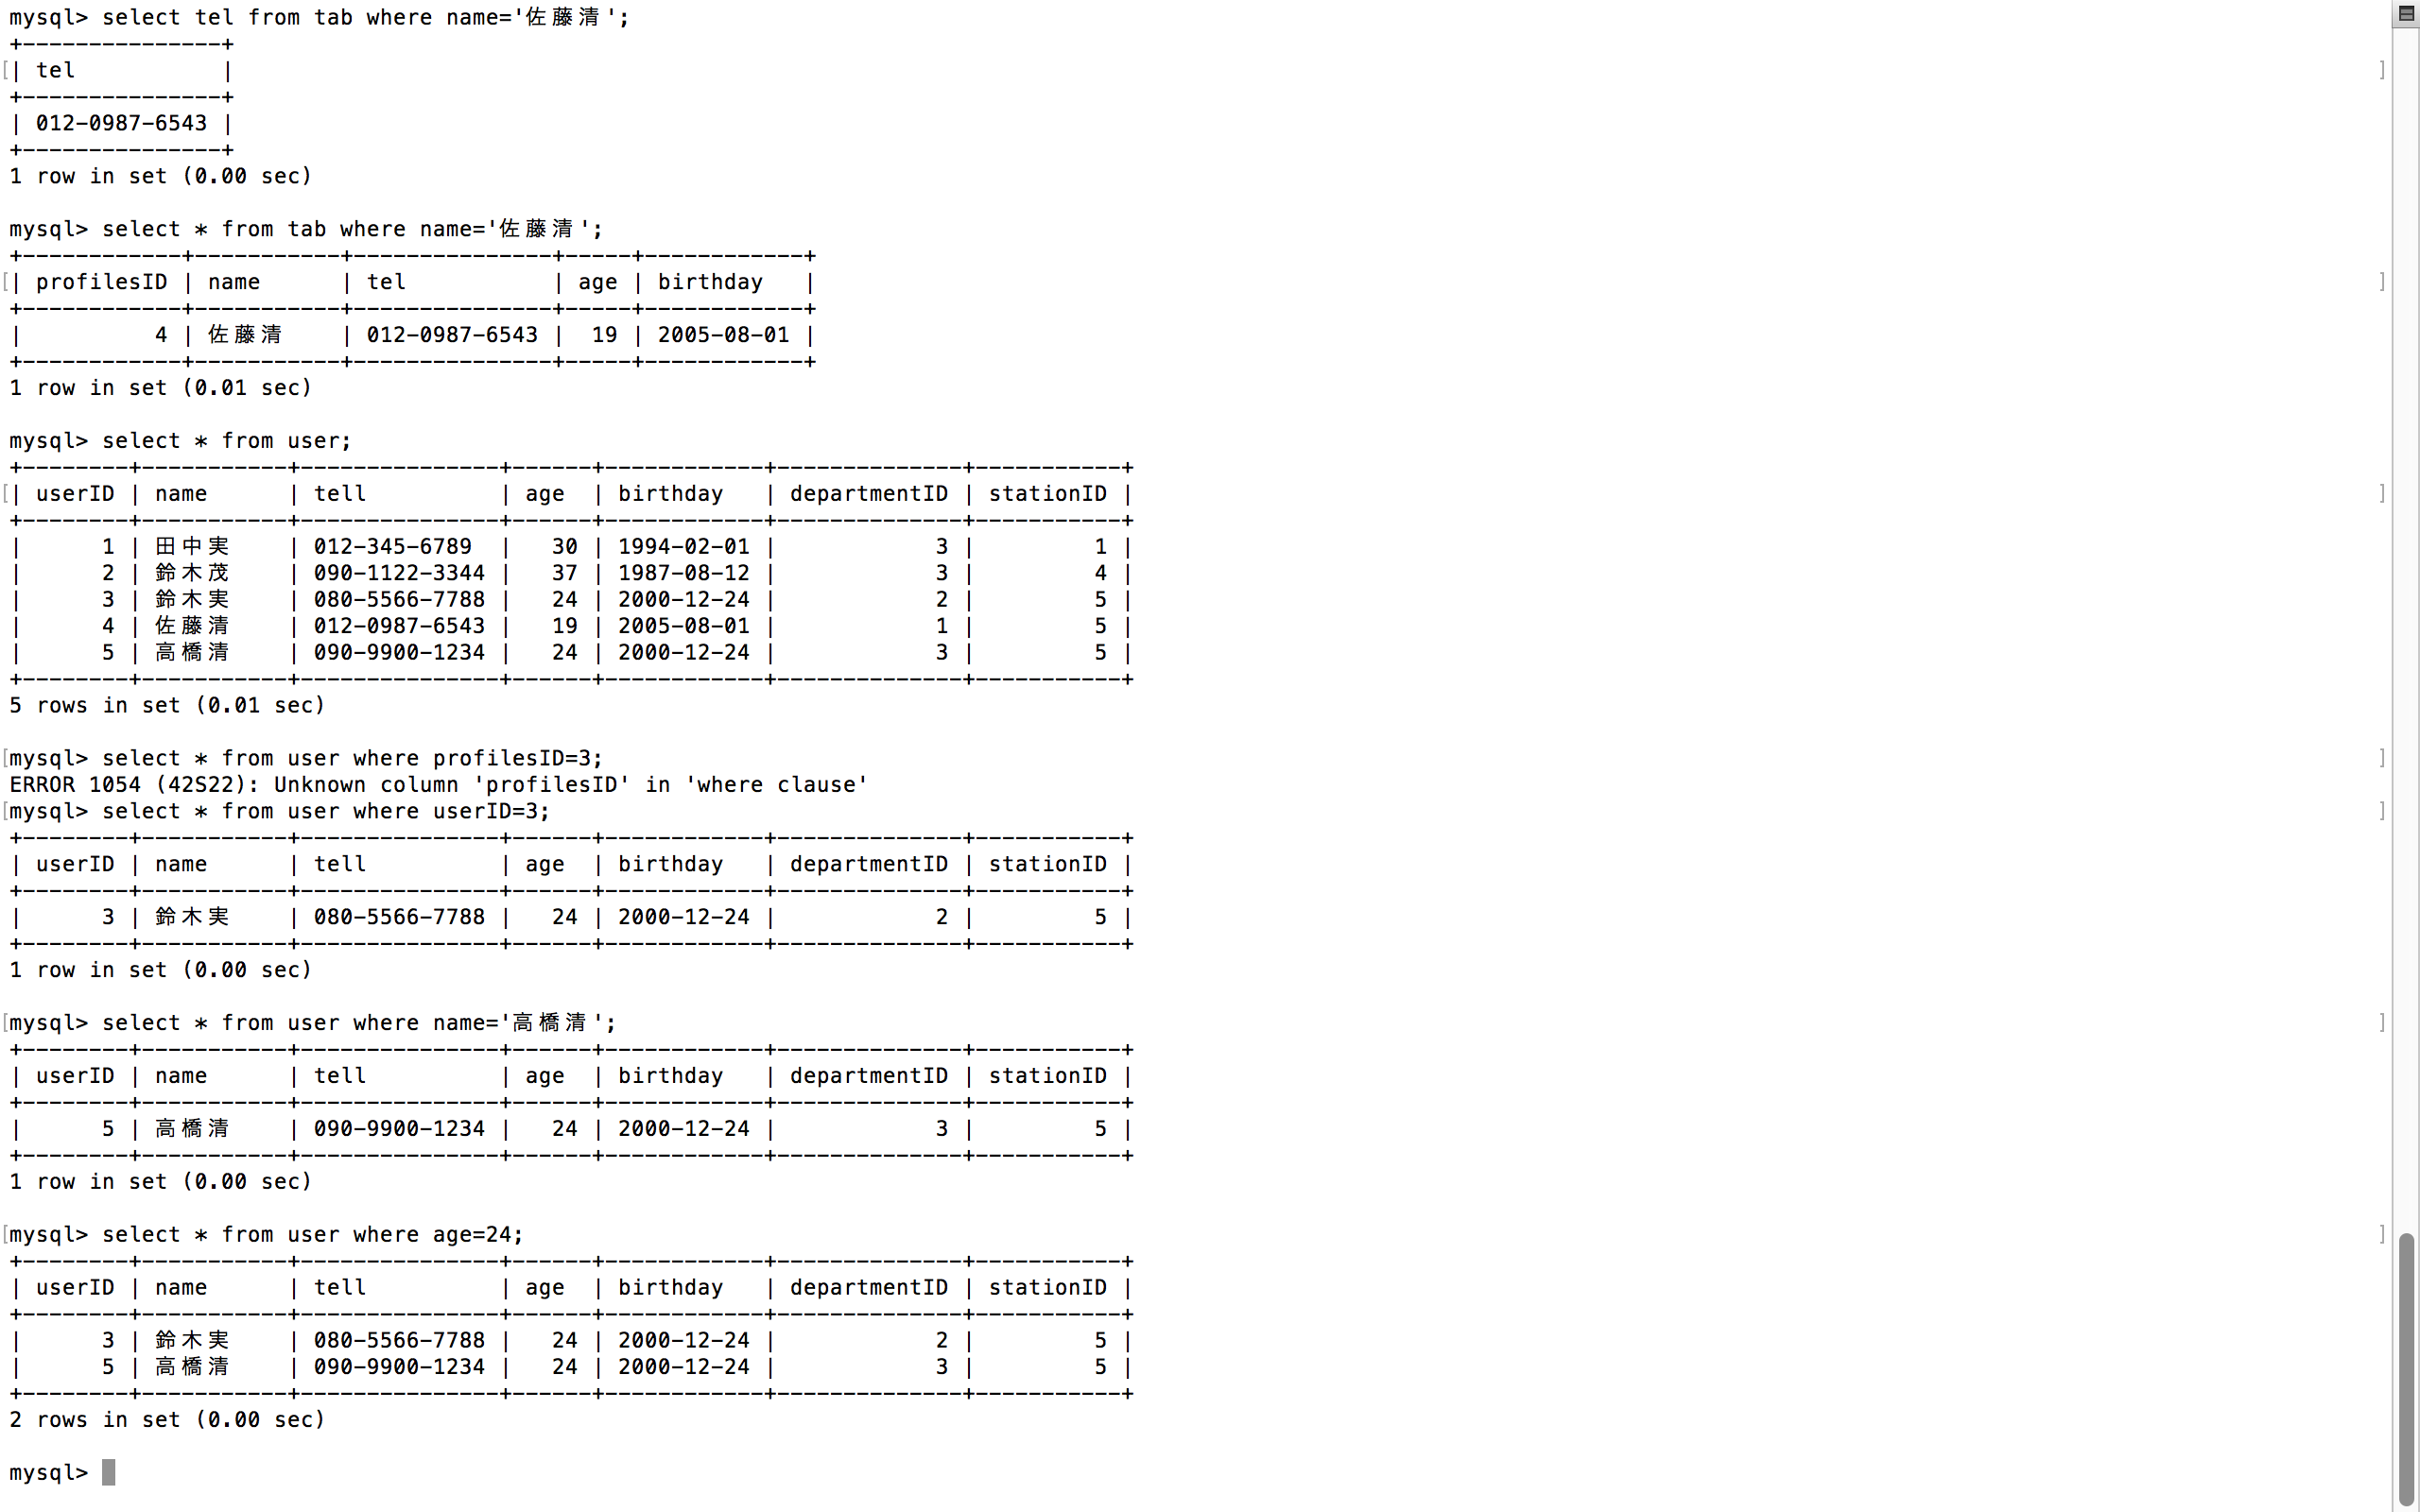 mysql> select tel from tab where name='佐藤清';
+---------------+
| tel           |
+---------------+
| 012-0987-6543 |
+---------------+
1 row in set (0.00 sec)

mysql> select * from tab where name='佐藤清';
+------------+-----------+---------------+-----+------------+
| profilesID | name      | tel           | age | birthday   |
+------------+-----------+---------------+-----+------------+
|          4 | 佐藤清    | 012-0987-6543 |  19 | 2005-08-01 |
+------------+-----------+---------------+-----+------------+
1 row in set (0.01 sec)

mysql> select * from user;
+--------+-----------+---------------+------+------------+--------------+-----------+
| userID | name      | tell          | age  | birthday   | departmentID | stationID |
+--------+-----------+---------------+------+------------+--------------+-----------+
|      1 | 田中実    | 012-345-6789  |   30 | 1994-02-01 |            3 |         1 |
|      2 | 鈴木茂    | 090-1122-3344 |   37 | 1987-08-12 |            3 |         4 |
|      3 | 鈴木実    | 080-5566-7788 |   24 | 2000-12-24 |            2 |         5 |
|      4 | 佐藤清    | 012-0987-6543 |   19 | 2005-08-01 |            1 |         5 |
|      5 | 高橋清    | 090-9900-1234 |   24 | 2000-12-24 |            3 |         5 |
+--------+-----------+---------------+------+------------+--------------+-----------+
5 rows in set (0.01 sec)

mysql> select * from user where profilesID=3;
ERROR 1054 (42S22): Unknown column 'profilesID' in 'where clause'
mysql> select * from user where userID=3;
+--------+-----------+---------------+------+------------+--------------+-----------+
| userID | name      | tell          | age  | birthday   | departmentID | stationID |
+--------+-----------+---------------+------+------------+--------------+-----------+
|      3 | 鈴木実    | 080-5566-7788 |   24 | 2000-12-24 |            2 |         5 |
+--------+-----------+---------------+------+------------+--------------+-----------+
1 row in set (0.00 sec)

mysql> select * from user where name='高橋清';
+--------+-----------+---------------+------+------------+--------------+-----------+
| userID | name      | tell          | age  | birthday   | departmentID | stationID |
+--------+-----------+---------------+------+------------+--------------+-----------+
|      5 | 高橋清    | 090-9900-1234 |   24 | 2000-12-24 |            3 |         5 |
+--------+-----------+---------------+------+------------+--------------+-----------+
1 row in set (0.00 sec)

mysql> select * from user where age=24;
+--------+-----------+---------------+------+------------+--------------+-----------+
| userID | name      | tell          | age  | birthday   | departmentID | stationID |
+--------+-----------+---------------+------+------------+--------------+-----------+
|      3 | 鈴木実    | 080-5566-7788 |   24 | 2000-12-24 |            2 |         5 |
|      5 | 高橋清    | 090-9900-1234 |   24 | 2000-12-24 |            3 |         5 |
+--------+-----------+---------------+------+------------+--------------+-----------+
2 rows in set (0.00 sec)

mysql>